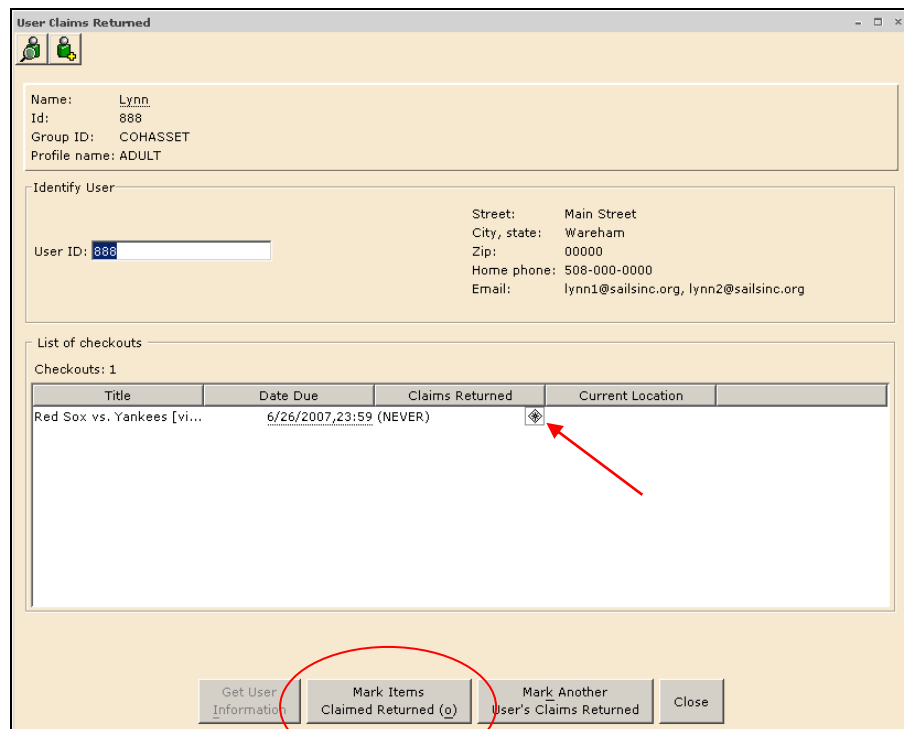 User Claims Returned
Name: Lynn
Id: 888
Group ID: COHASSET
Profile name: ADULT
Identify User
User ID: 888
Street: Main Street
City, state: Wareham
Zip: 00000
Home phone: 508-000-0000
Email: lynn1@sailsinc.org, lynn2@sailsinc.org
List of checkouts
Checkouts: 1
Title Date Due Claims Returned Current Location
Red Sox vs. Yankees [vi... 6/26/2007,23:59 (NEVER)
Get User
Information
Mark Items
Claimed Returned (o)
Mark Another
User's Claims Returned
Close